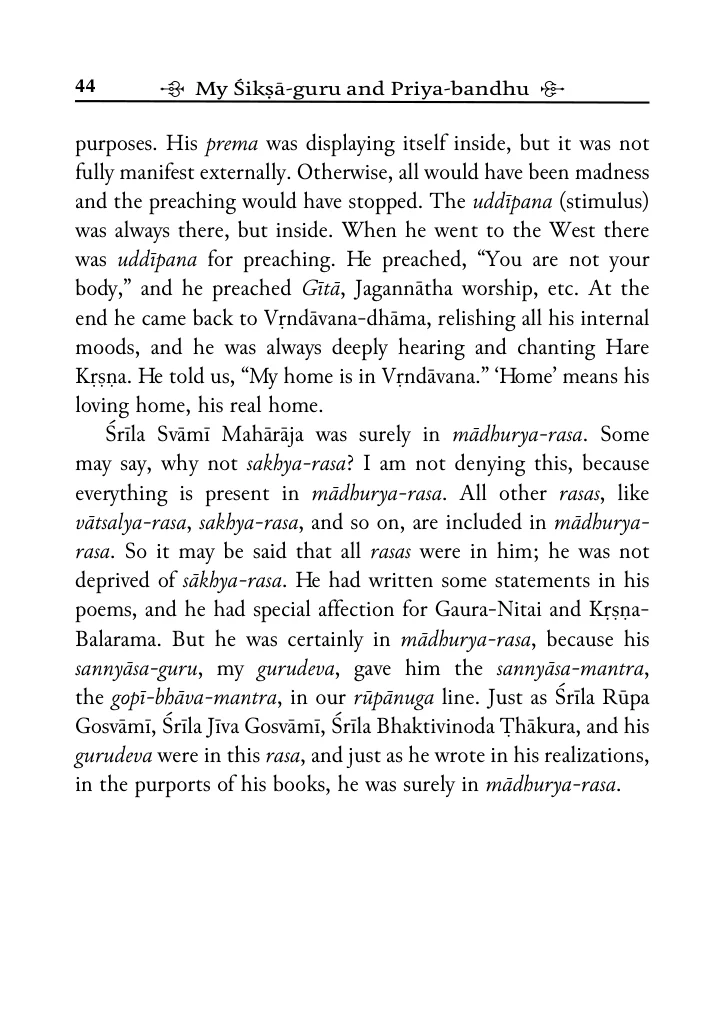 44 My Śikṣā-guru and Priya-bandhu
purposes. His prema was displaying itself inside, but it was not
fully manifest externally. Otherwise, all would have been madness
and the preaching would have stopped. The uddīpana (stimulus)
was always there, but inside. When he went to the West there
was uddīpana for preaching. He preached, “You are not your
body,” and he preached Gītā, Jagannātha worship, etc. At the
end he came back to Vṛndāvana-dhāma, relishing all his internal
moods, and he was always deeply hearing and chanting Hare
Kṛṣṇa. He told us, “My home is in Vṛndāvana.” ‘Home’ means his
loving home, his real home.
Śrīla Svāmī Mahārāja was surely in mādhurya-rasa. Some
may say, why not sakhya-rasa? I am not denying this, because
everything is present in mādhurya-rasa. All other rasas, like
vātsalya-rasa, sakhya-rasa, and so on, are included in mādhurya-
rasa. So it may be said that all rasas were in him; he was not
deprived of sākhya-rasa. He had written some statements in his
poems, and he had special affection for Gaura-Nitai and Kṛṣṇa-
Balarama. But he was certainly in mādhurya-rasa, because his
sannyāsa-guru, my gurudeva, gave him the sannyāsa-mantra,
the gopī-bhāva-mantra, in our rūpānuga line. Just as Śrīla Rūpa
Gosvāmī, Śrīla Jīva Gosvāmī, Śrīla Bhaktivinoda Ṭhākura, and his
gurudeva were in this rasa, and just as he wrote in his realizations,
in the purports of his books, he was surely in mādhurya-rasa.